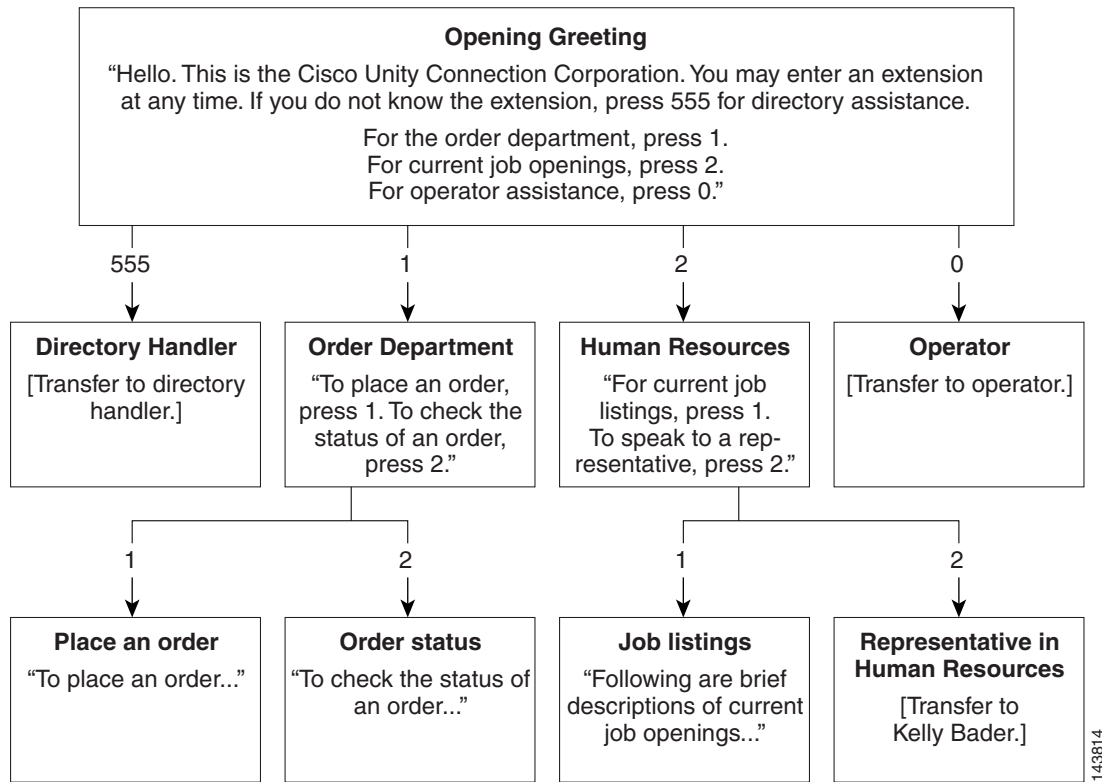 Opening Greeting
“Hello. This is the Cisco Unity Connection Corporation. You may enter an extension
at any time. If you do not know the extension, press 555 for directory assistance.
For the order department, press 1.
For current job openings, press 2.
For operator assistance, press 0.”
555
1
2
0
Directory Handler
[Transfer to directory
handler.]
Order Department
“To place an order,
press 1. To check the
status of an order,
press 2.”
Human Resources
“For current job
listings, press 1.
To speak to a rep-
resentative, press 2.”
Operator
[Transfer to operator.]
1
2
1
2
Place an order
“To place an order...”
Order status
“To check the status of
an order...”
Job listings
“Following are brief
descriptions of current
job openings...”
Representative in
Human Resources
[Transfer to
Kelly Bader.]
143814